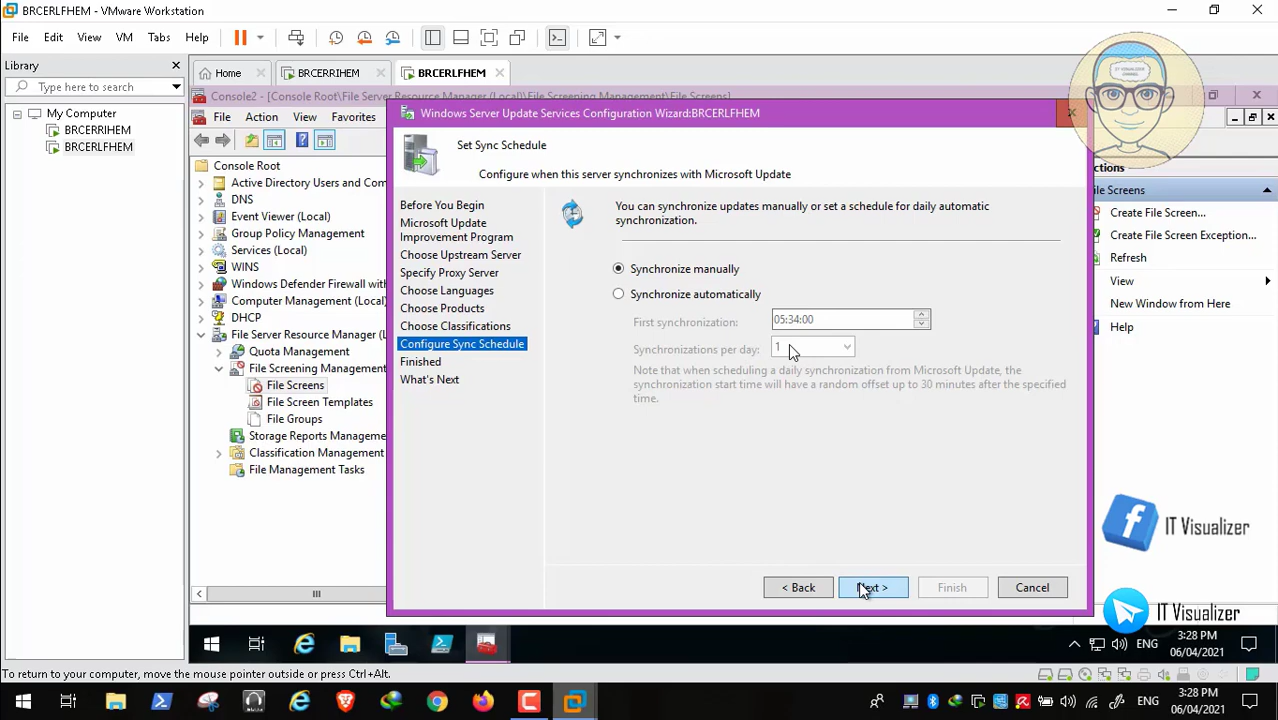 BRCERLFHEM - VMware Workstation
File Edit View VM Tabs Help
Library
Type here to search
My Computer
BRCERRIHEM
BRCERLFHEM
Home
BRCERRIHEM
BRCERLFHEM
IT VISUALIZER
CHANNEL
Console2 - [Console Root\File Server Resource Manager (Local)\File Screening Management\File Screens]
File Action View Favorites
Console Root
Active Directory Users and Com
DNS
Event Viewer (Local)
Group Policy Management
Services (Local)
WINS
Windows Defender Firewall with
Computer Management (Local)
DHCP
File Server Resource Manager (
Quota Management
File Screening Management
File Screens
File Screen Templates
File Groups
Storage Reports Manageme
Classification Management
File Management Tasks
Windows Server Update Services Configuration Wizard:BRCERLFHEM
Set Sync Schedule
Configure when this server synchronizes with Microsoft Update
Before You Begin
Microsoft Update
Improvement Program
Choose Upstream Server
Specify Proxy Server
Choose Languages
Choose Products
Choose Classifications
Configure Sync Schedule
Finished
What's Next
You can synchronize updates manually or set a schedule for daily automatic
synchronization.
Synchronize manually
Synchronize automatically
First synchronization: 05:34:00
Synchronizations per day: 1
Note that when scheduling a daily synchronization from Microsoft Update, the
synchronization start time will have a random offset up to 30 minutes after the specified
time.
< Back Next > Finish Cancel
ctions
ile Screens
Create File Screen...
Create File Screen Exception...
Refresh
View
New Window from Here
Help
IT Visualizer
IT Visualizer
ENG
3:28 PM
06/04/2021
To return to your computer, move the mouse pointer outside or press Ctrl+Alt.
ENG
3:28 PM
06/04/2021